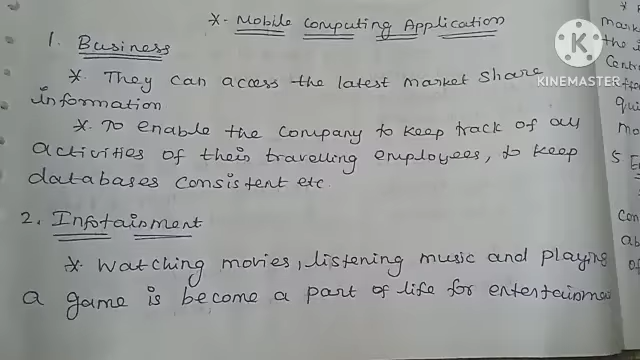 *. Mobile Computing Application
1. Business
*. They can access the latest market share
information
*. To enable the Company to keep track of all
activities of their travelling employees, to keep
databases consistent etc.
2. Infotainment
*. Watching movies, listening music and playing
a game is become a part of life for entertainmen
KINEMASTER